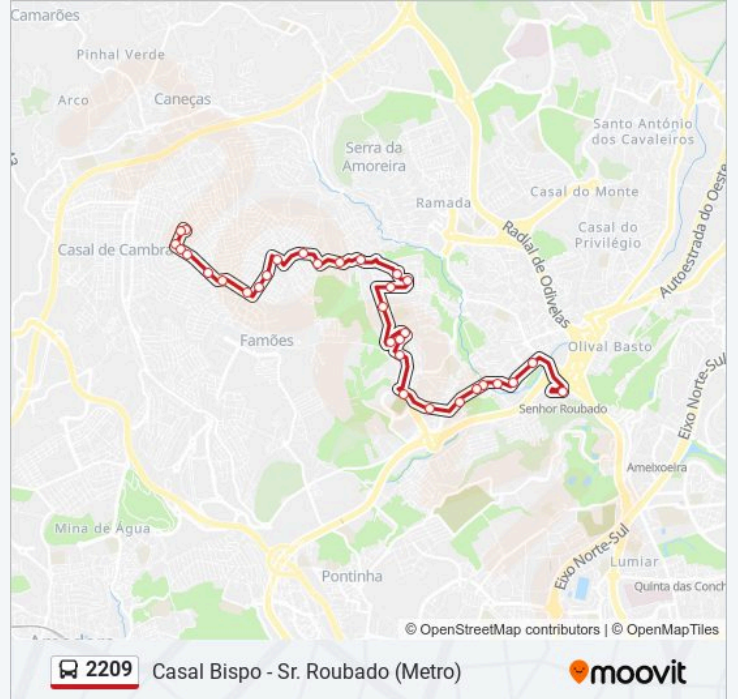 Camarões
Pinhal Verde
Arco
Caneças
Santo António
dos Cavaleiros
Serra da
Amoreira
Casal do Monte
Ramada
Casal do
Privilégio
Radial de Odivelas
Autoestrada do Oeste
Casal de Cambra
Famões
Olival Basto
Eixo Norte-Sul
Senhor Roubado
Ameixoeira
Mina de Água
Eixo Norte-Sul
Lumiar
Pontinha
Quinta das Conch
© OpenStreetMap contributors | © OpenMapTiles
2209 Casal Bispo - Sr. Roubado (Metro) moovit